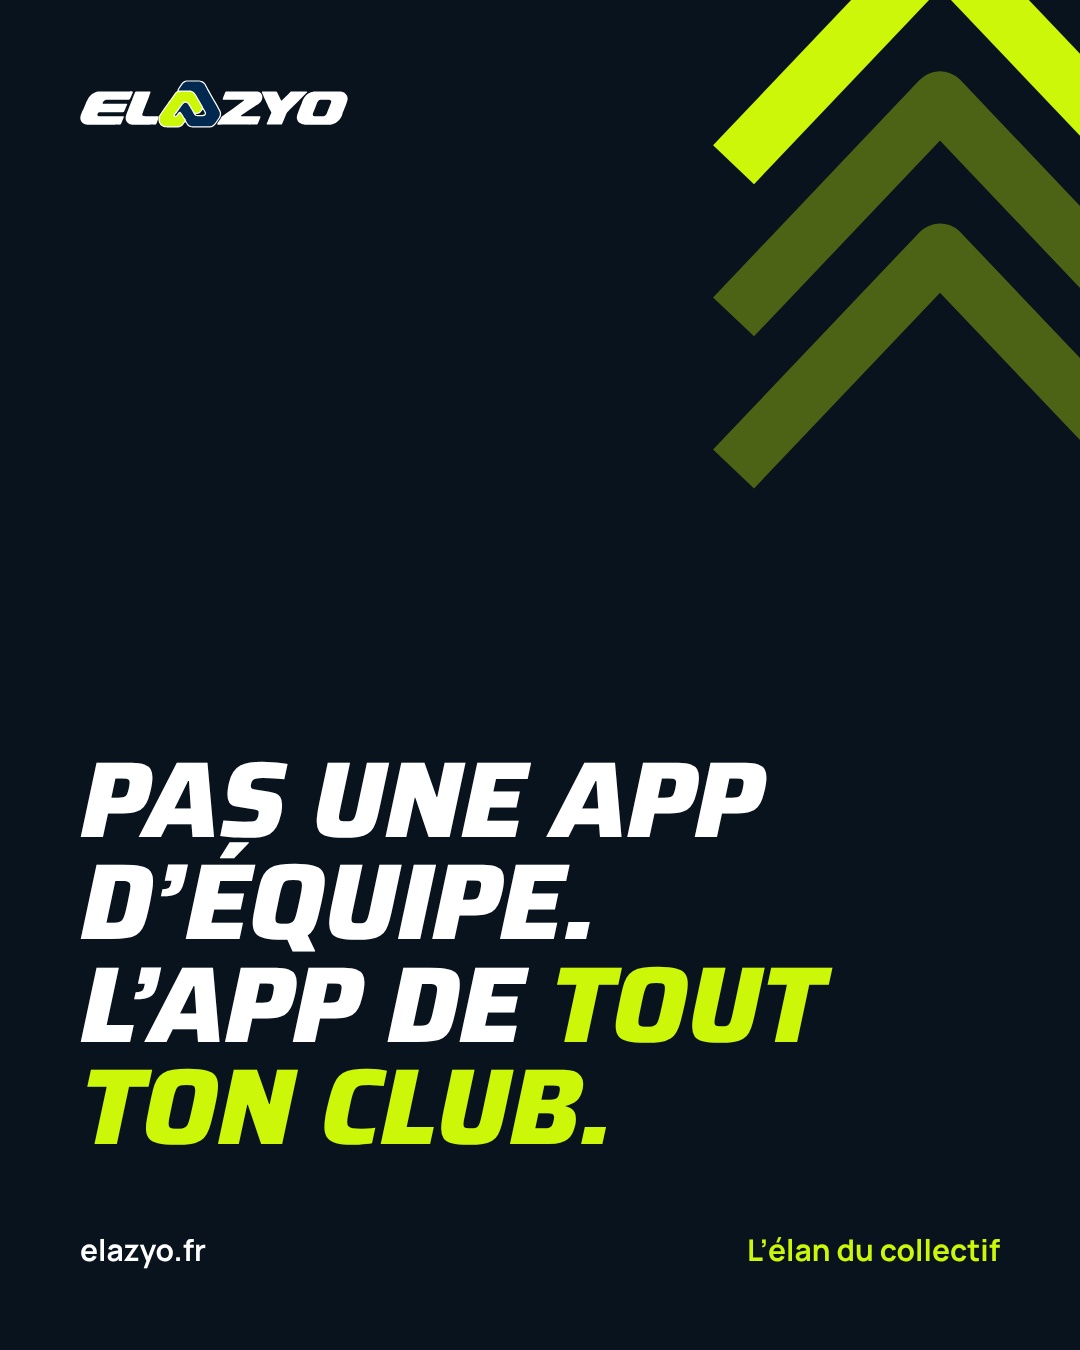 ELAZYO
PAS UNE APP
D’ÉQUIPE.
L’APP DE TOUT
TON CLUB.
elazyo.fr
L’élan du collectif